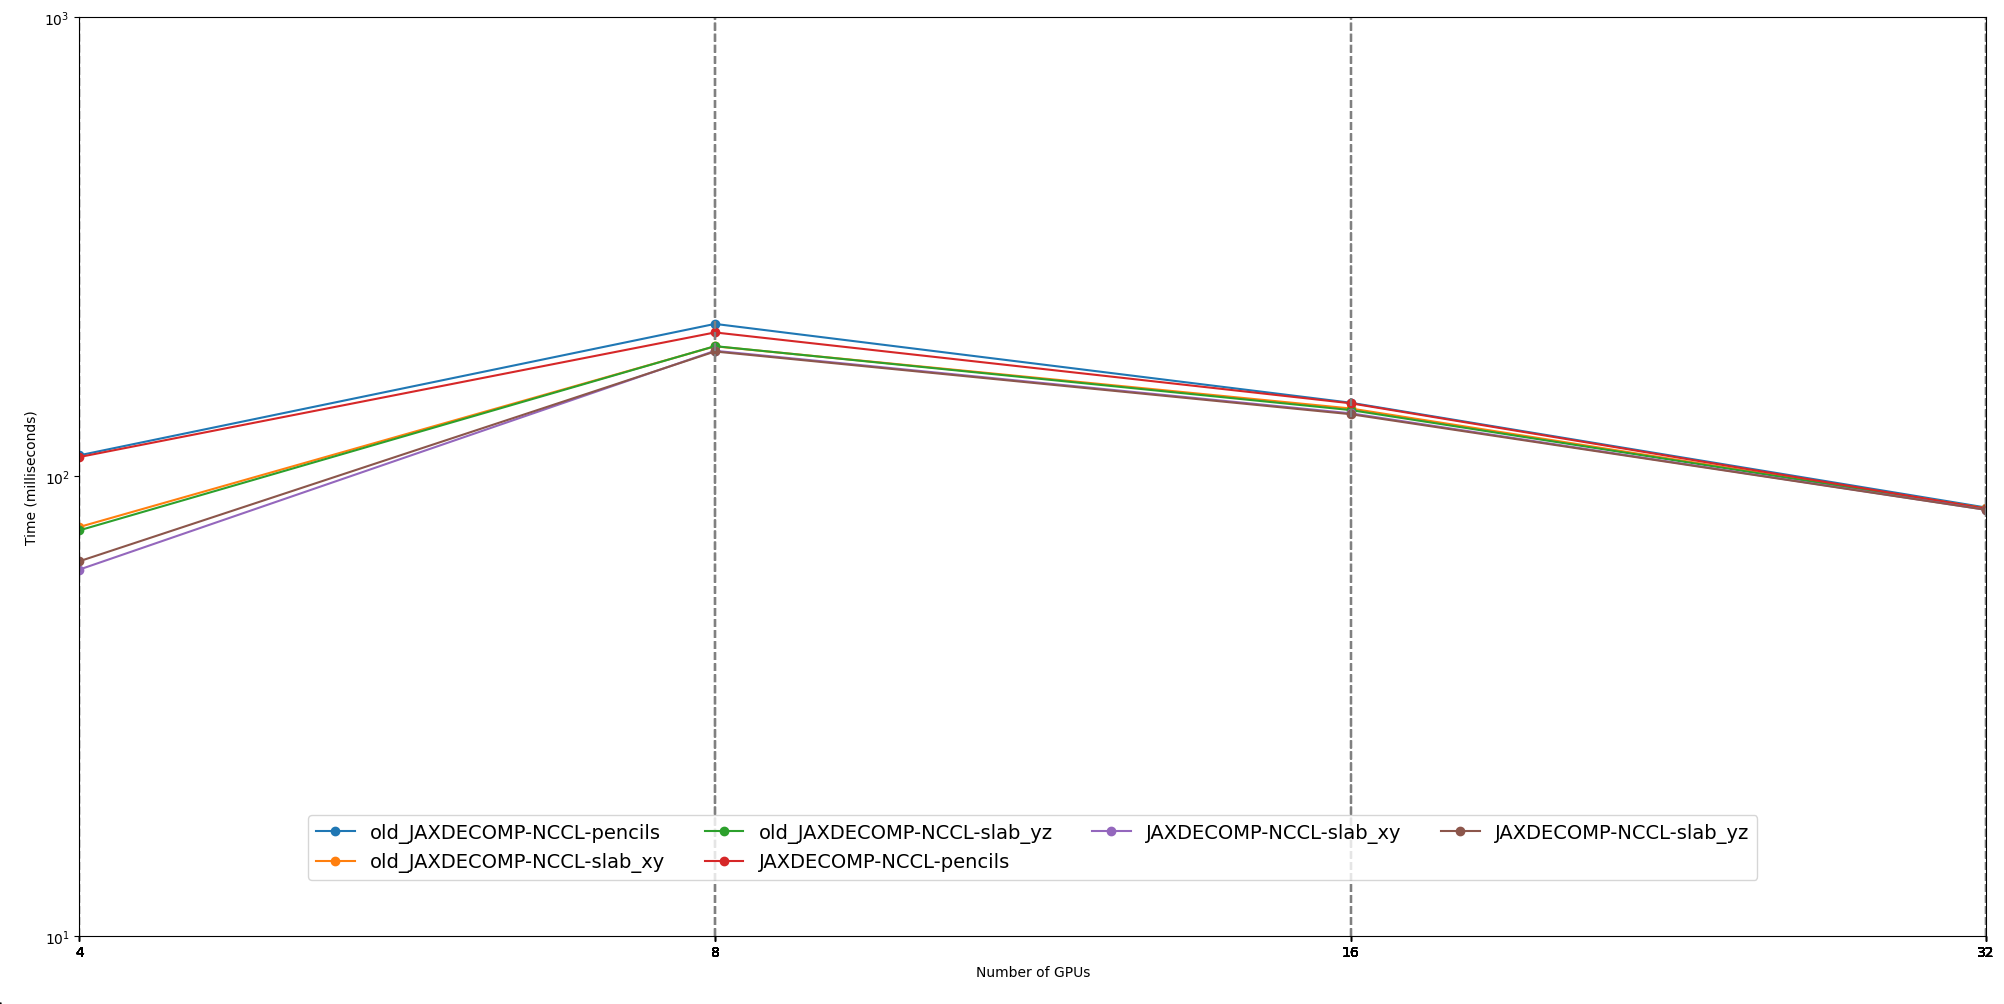 10³
10²
10¹
Time (milliseconds)
4 8 16 32
Number of GPUs
old_JAXDECOMP-NCCL-pencils
old_JAXDECOMP-NCCL-slab_xy
old_JAXDECOMP-NCCL-slab_yz
JAXDECOMP-NCCL-pencils
JAXDECOMP-NCCL-slab_xy
JAXDECOMP-NCCL-slab_yz